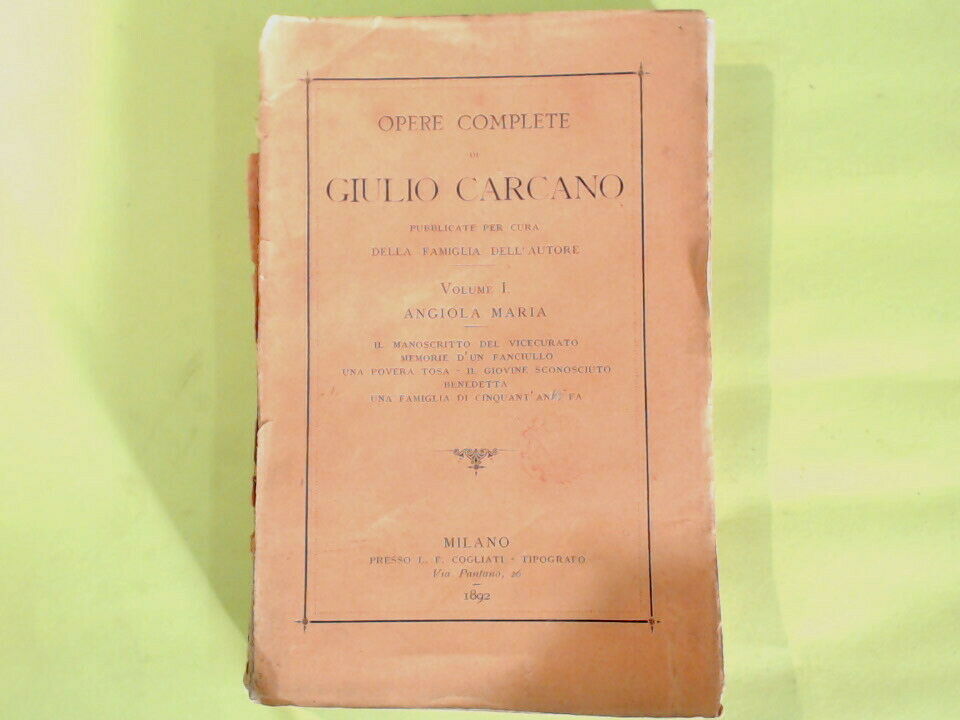 OPERE COMPLETE
DI
GIULIO CARCANO
PUBBLICATE PER CURA
DELLA FAMIGLIA DELL'AUTORE
VOLUME I.
ANGIOLA MARIA
IL MANOSCRITTO DEL VICECURATO
MEMORIE D'UN FANCIULLO
UNA POVERA TOSA - IL GIOVINE SCONOSCIUTO
BENEDETTA
UNA FAMIGLIA DI CINQUANT'ANNI FA
MILANO
PRESSO L. F. COGLIATI - TIPOGRAFO
Via Pantano, 26
1892